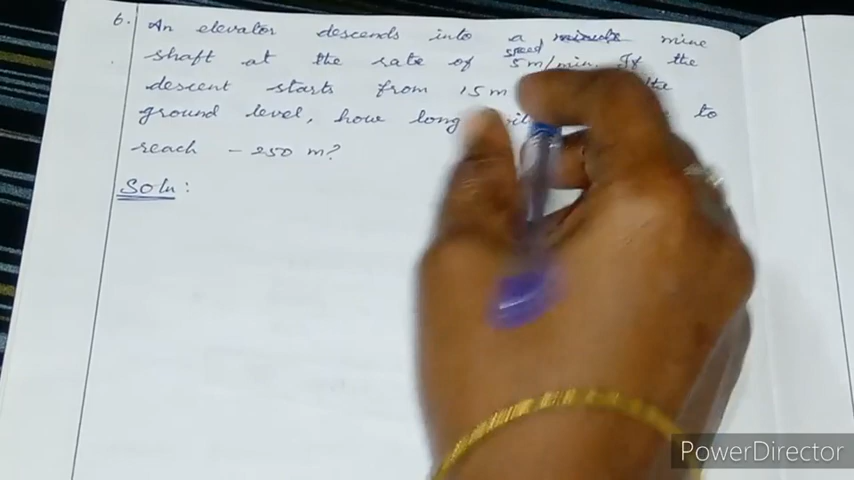 6. An elevator descends into a mine
shaft at the rate of speed 5 m/min. If the
descent starts from 15 m the
ground level, how long to
reach - 250 m?
Soln :
PowerDirector